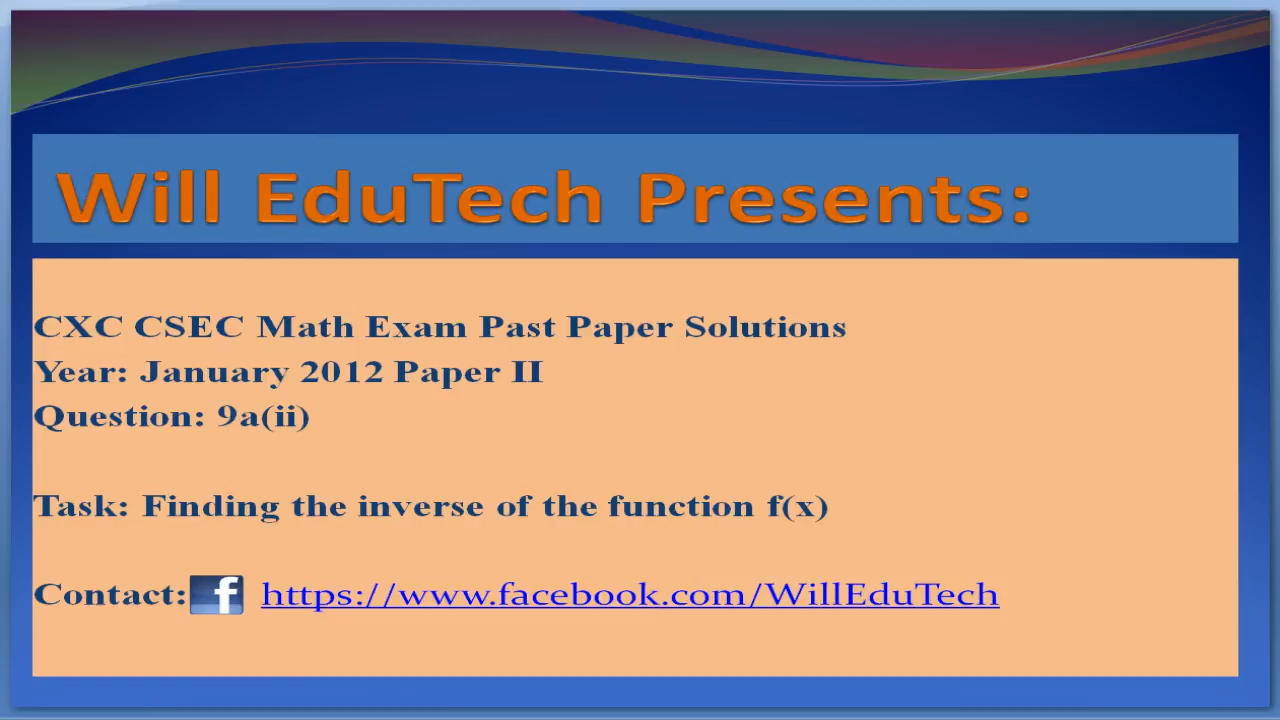 Will EduTech Presents:
CXC CSEC Math Exam Past Paper Solutions
Year: January 2012 Paper II
Question: 9a(ii)
Task: Finding the inverse of the function f(x)
Contact: f https://www.facebook.com/WillEduTech